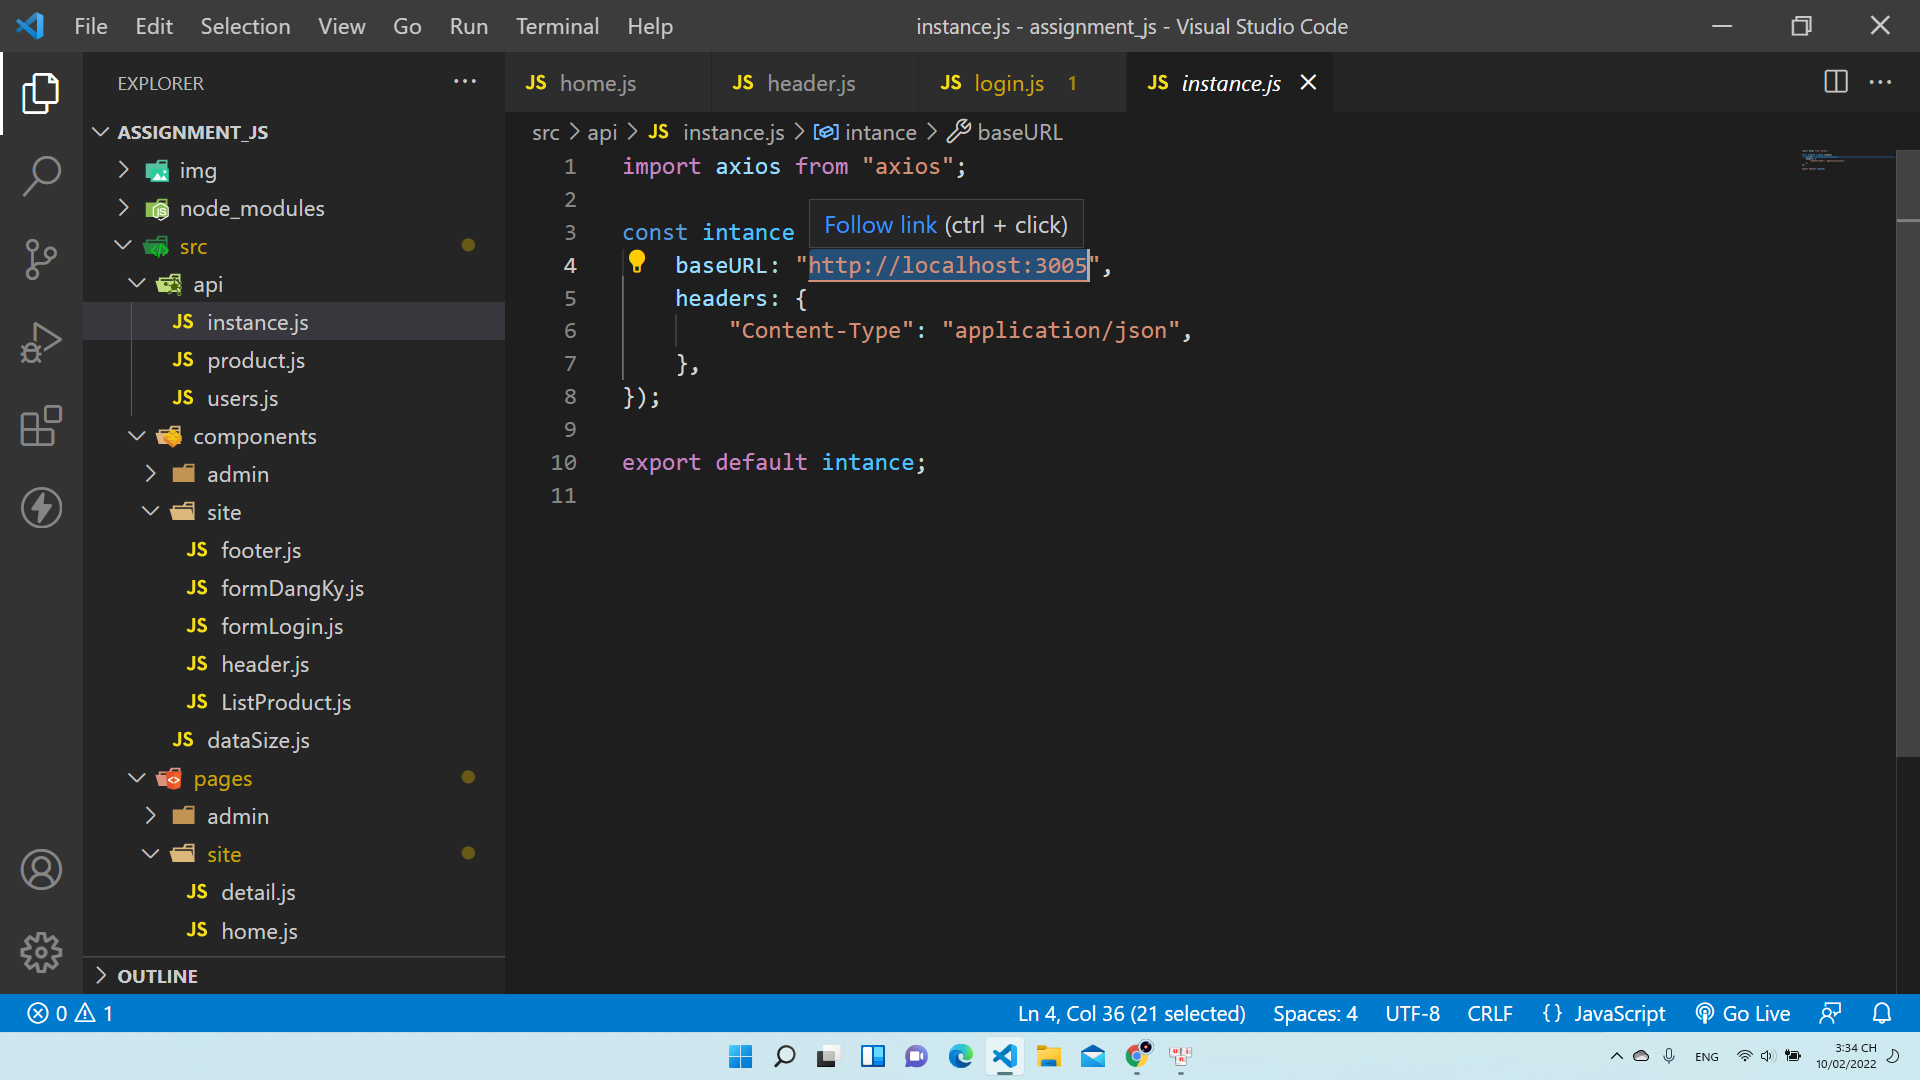 File Edit Selection View Go Run Terminal Help instance.js - assignment_js - Visual Studio Code
EXPLORER
ASSIGNMENT_JS
img
node_modules
src
api
JS instance.js
JS product.js
JS users.js
components
admin
site
JS footer.js
JS formDangKy.js
JS formLogin.js
JS header.js
JS ListProduct.js
JS dataSize.js
pages
admin
site
JS detail.js
JS home.js
OUTLINE
JS home.js JS header.js JS login.js 1 JS instance.js
src > api > JS instance.js > intance > baseURL
1 import axios from "axios";
2
3 const intance
Follow link (ctrl + click)
4 baseURL: "http://localhost:3005",
5 headers: {
6 "Content-Type": "application/json",
7 },
8 });
9
10 export default intance;
11
0 1 Ln 4, Col 36 (21 selected) Spaces: 4 UTF-8 CRLF {} JavaScript Go Live
ENG 3:34 CH
10/02/2022